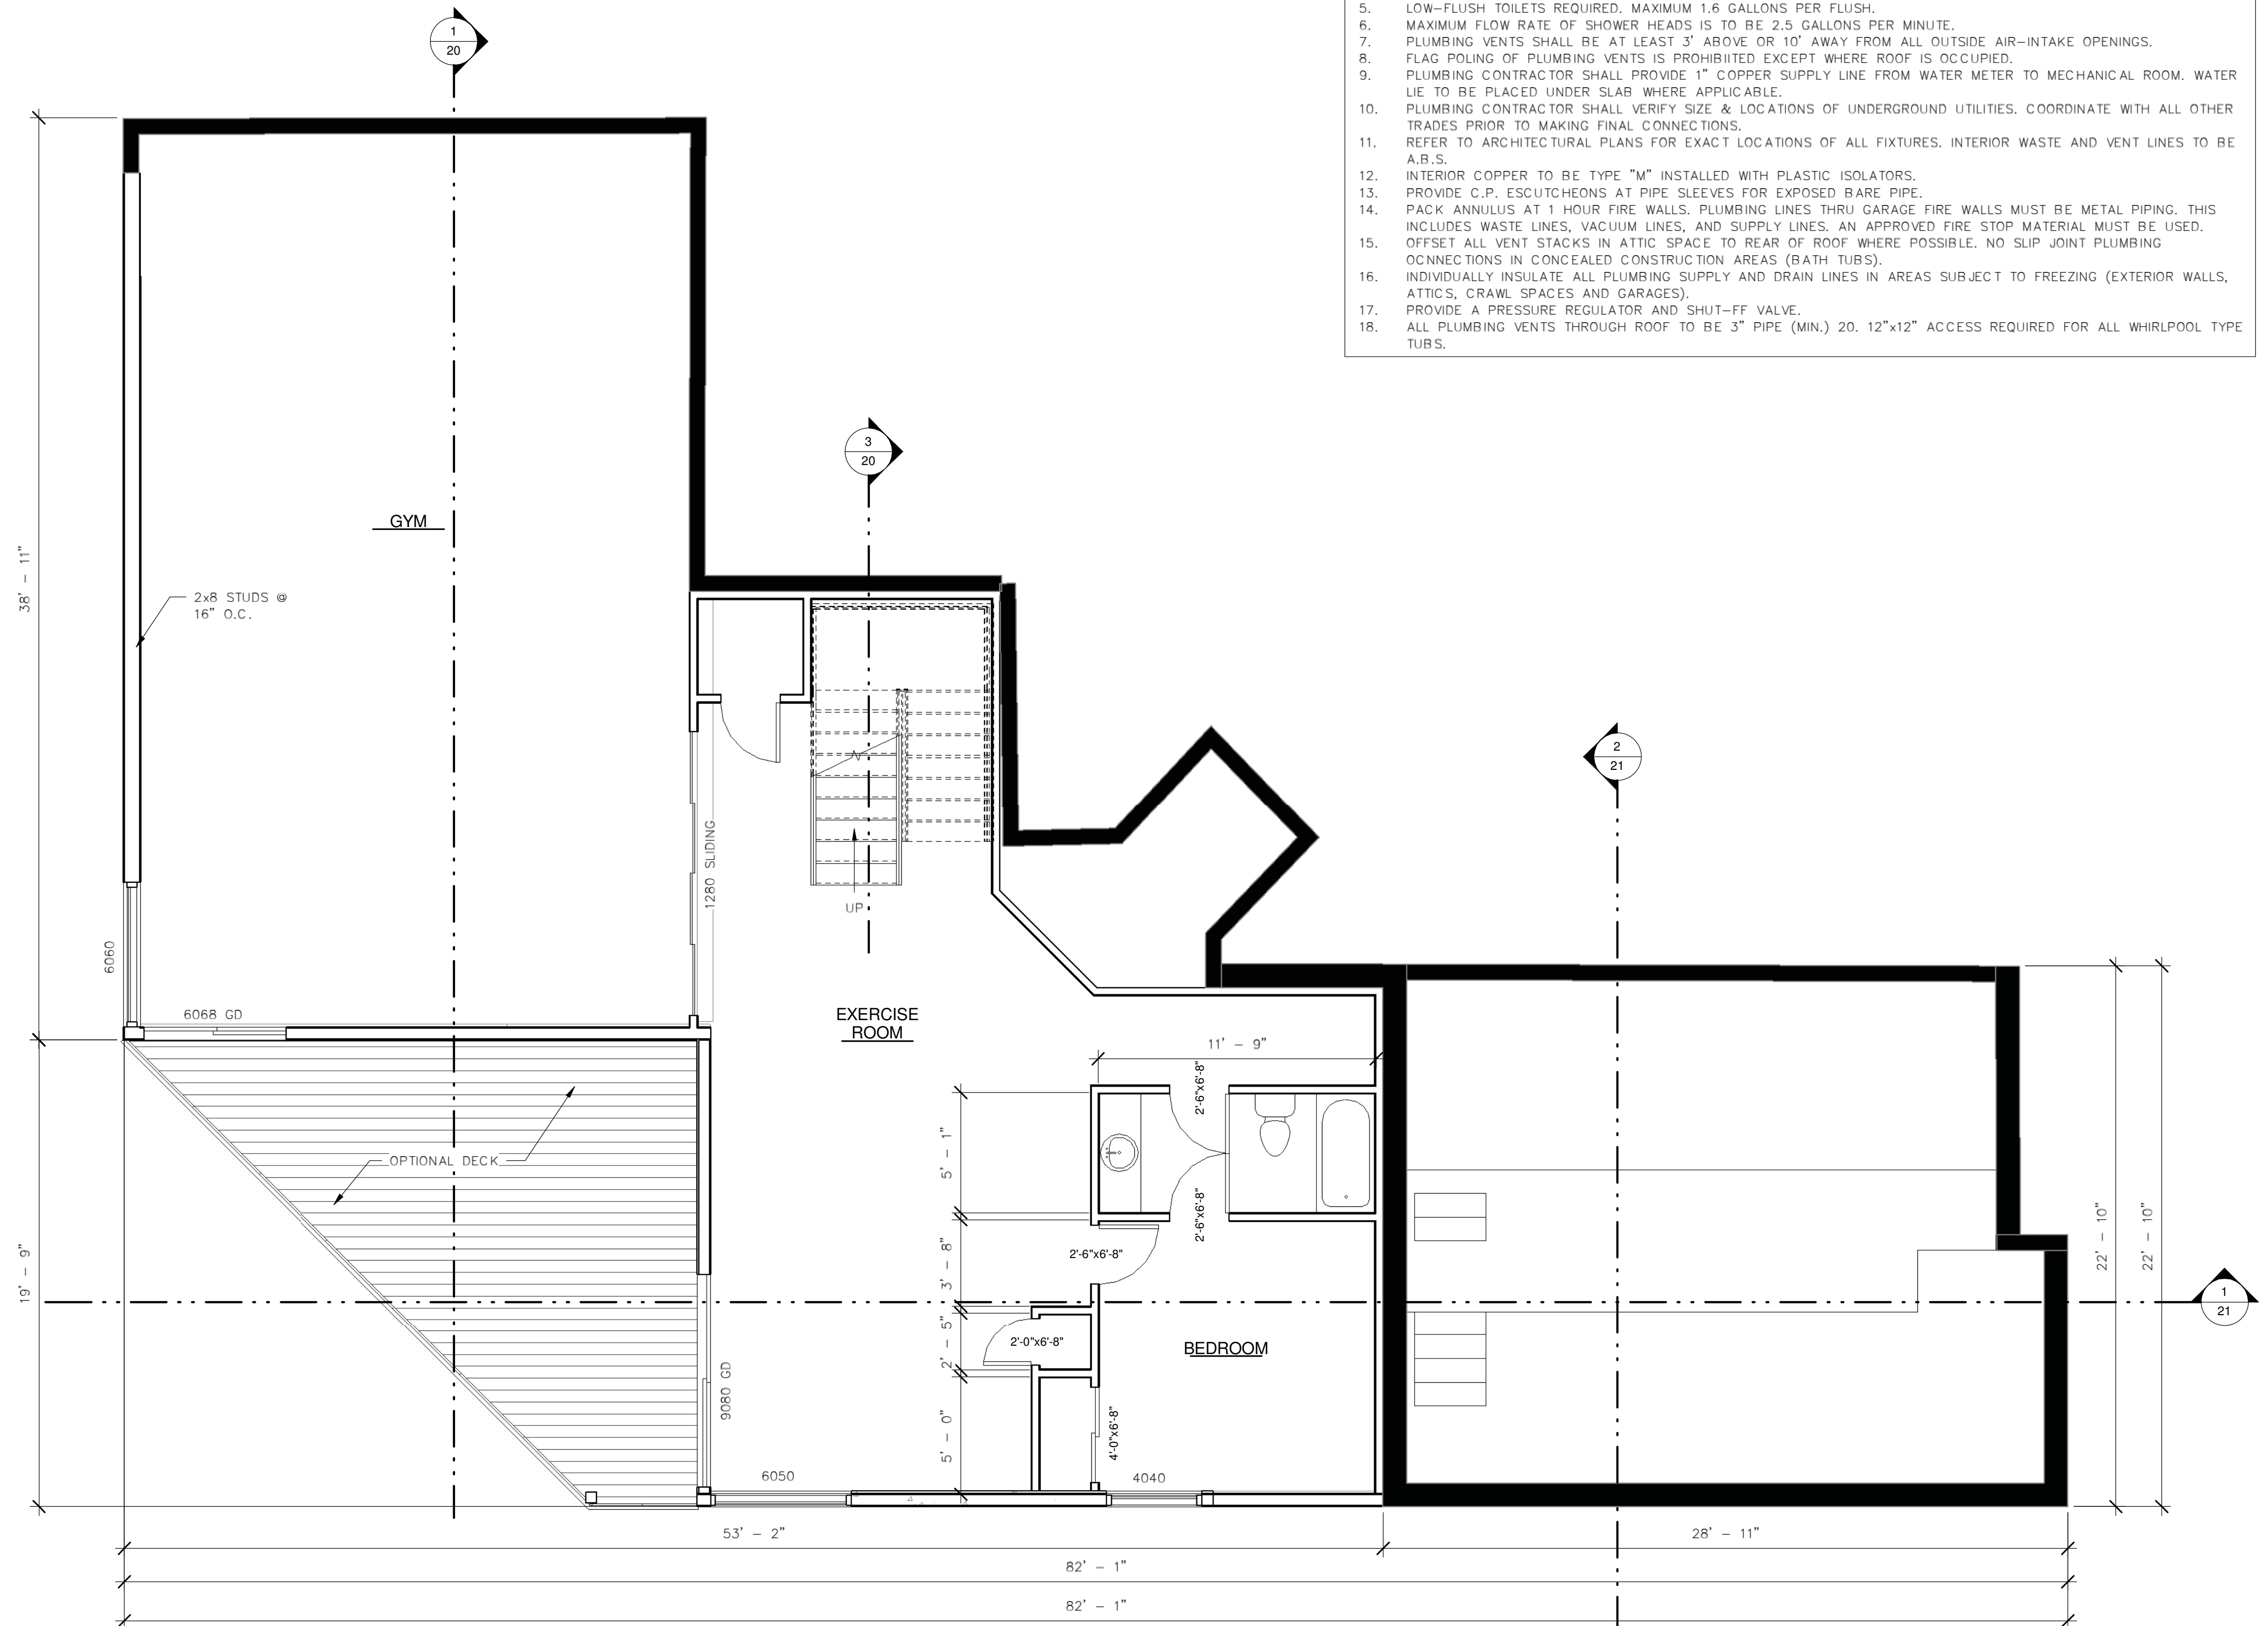 5. LOW-FLUSH TOILETS REQUIRED. MAXIMUM 1.6 GALLONS PER FLUSH.
6. MAXIMUM FLOW RATE OF SHOWER HEADS IS TO BE 2.5 GALLONS PER MINUTE.
7. PLUMBING VENTS SHALL BE AT LEAST 3' ABOVE OR 10' AWAY FROM ALL OUTSIDE AIR-INTAKE OPENINGS.
8. FLAG POLING OF PLUMBING VENTS IS PROHIBIITED EXCEPT WHERE ROOF IS OCCUPIED.
9. PLUMBING CONTRACTOR SHALL PROVIDE 1" COPPER SUPPLY LINE FROM WATER METER TO MECHANICAL ROOM. WATER
LIE TO BE PLACED UNDER SLAB WHERE APPLICABLE.
10. PLUMBING CONTRACTOR SHALL VERIFY SIZE & LOCATIONS OF UNDERGROUND UTILITIES. COORDINATE WITH ALL OTHER
TRADES PRIOR TO MAKING FINAL CONNECTIONS.
11. REFER TO ARCHITECTURAL PLANS FOR EXACT LOCATIONS OF ALL FIXTURES. INTERIOR WASTE AND VENT LINES TO BE
A.B.S.
12. INTERIOR COPPER TO BE TYPE "M" INSTALLED WITH PLASTIC ISOLATORS.
13. PROVIDE C.P. ESCUTCHEONS AT PIPE SLEEVES FOR EXPOSED BARE PIPE.
14. PACK ANNULUS AT 1 HOUR FIRE WALLS. PLUMBING LINES THRU GARAGE FIRE WALLS MUST BE METAL PIPING. THIS
INCLUDES WASTE LINES, VACUUM LINES, AND SUPPLY LINES. AN APPROVED FIRE STOP MATERIAL MUST BE USED.
15. OFFSET ALL VENT STACKS IN ATTIC SPACE TO REAR OF ROOF WHERE POSSIBLE. NO SLIP JOINT PLUMBING
OCNNECTIONS IN CONCEALED CONSTRUCTION AREAS (BATH TUBS).
16. INDIVIDUALLY INSULATE ALL PLUMBING SUPPLY AND DRAIN LINES IN AREAS SUBJECT TO FREEZING (EXTERIOR WALLS,
ATTICS, CRAWL SPACES AND GARAGES).
17. PROVIDE A PRESSURE REGULATOR AND SHUT-FF VALVE.
18. ALL PLUMBING VENTS THROUGH ROOF TO BE 3" PIPE (MIN.) 20. 12"x12" ACCESS REQUIRED FOR ALL WHIRLPOOL TYPE
TUBS.
1
20
3
20
2
21
1
21
GYM
2x8 STUDS @
16" O.C.
38' - 11"
19' - 9"
6060
6068 GD
1280 SLIDING
UP
EXERCISE
ROOM
OPTIONAL DECK
11' - 9"
2'-6"x6'-8"
2'-6"x6'-8"
2'-6"x6'-8"
5' - 1"
3' - 8"
2' - 5"
5' - 0"
2'-0"x6'-8"
4'-0"x6'-8"
BEDROOM
9080 GD
6050
4040
22' - 10"
22' - 10"
53' - 2"
28' - 11"
82' - 1"
82' - 1"